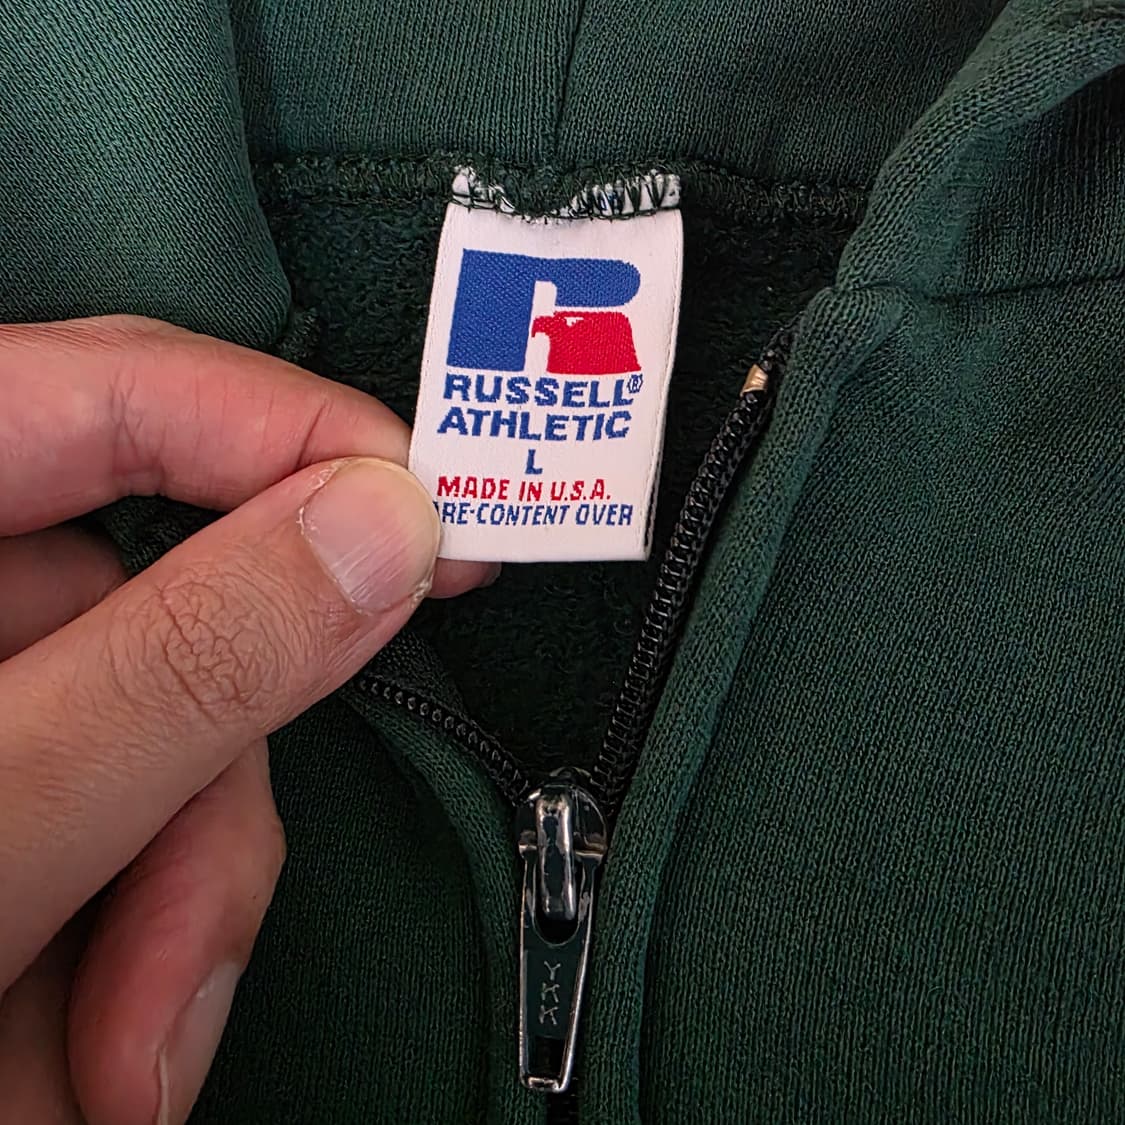 RUSSELL®
ATHLETIC
L
MADE IN U.S.A.
RE-CONTENT OVER
YKK